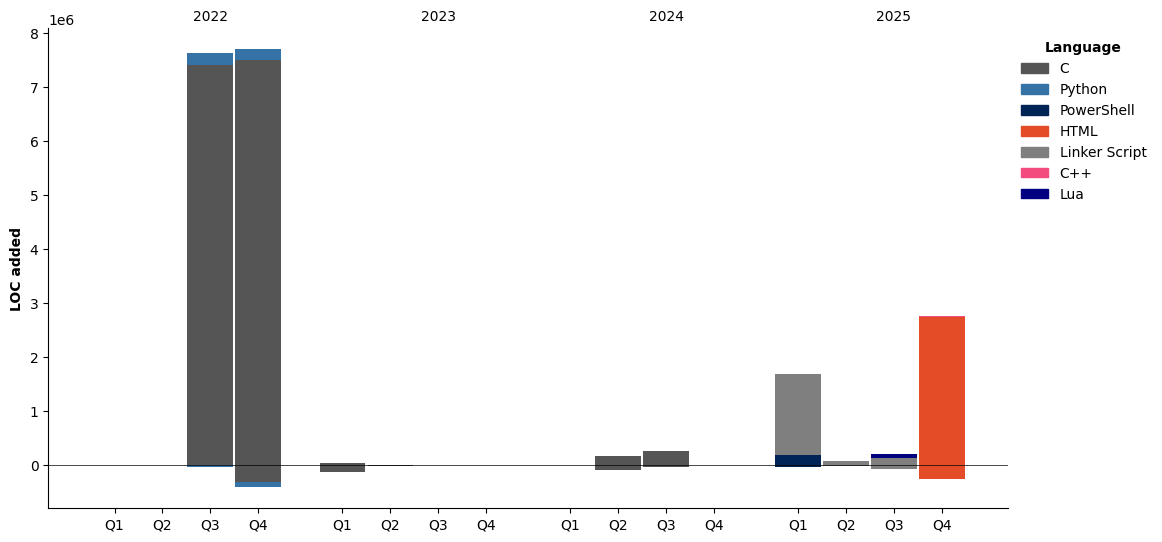 2022 2023 2024 2025
1e6
8
7
6
5
4
3
2
1
0
LOC added
Q1 Q2 Q3 Q4 Q1 Q2 Q3 Q4 Q1 Q2 Q3 Q4 Q1 Q2 Q3 Q4
Language
C
Python
PowerShell
HTML
Linker Script
C++
Lua